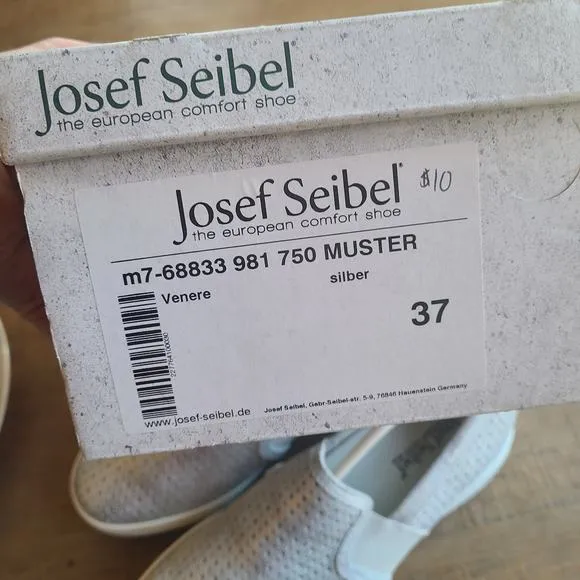 Josef Seibel
the european comfort shoe
Josef Seibel® $10
the european comfort shoe
m7-68833 981 750 MUSTER
Venere silber
37
www.josef-seibel.de Josef Seibel, Gebr-Seibel-str. 5-9, 76846 Hauenstein Germany